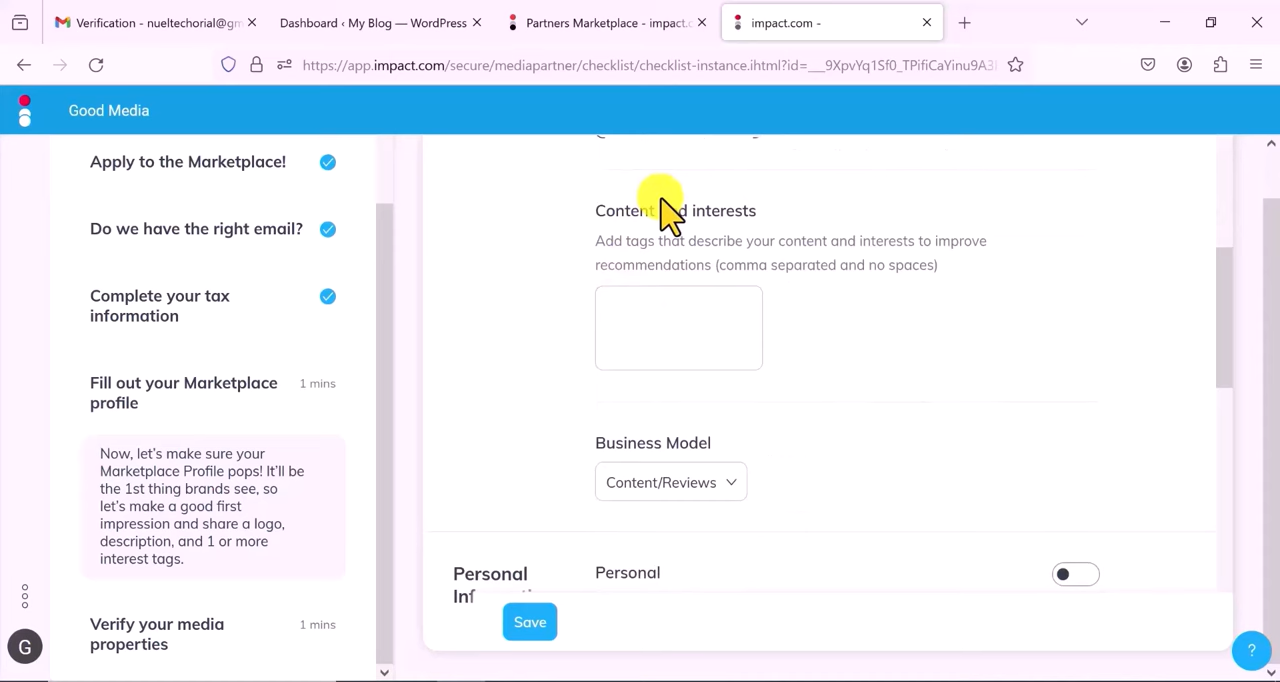 Verification - nueltechorial@gm
Dashboard ‹ My Blog — WordPress
Partners Marketplace - impact.c
impact.com -
https://app.impact.com/secure/mediapartner/checklist/checklist-instance.ihtml?id=___9XpvYq1Sf0_TPifiCaYinu9A3
Good Media
Apply to the Marketplace!
Do we have the right email?
Complete your tax
information
Fill out your Marketplace
profile
1 mins
Now, let's make sure your
Marketplace Profile pops! It'll be
the 1st thing brands see, so
let's make a good first
impression and share a logo,
description, and 1 or more
interest tags.
Verify your media
properties
1 mins
G
Content and interests
Add tags that describe your content and interests to improve
recommendations (comma separated and no spaces)
Business Model
Content/Reviews
Personal
Personal
Save
?